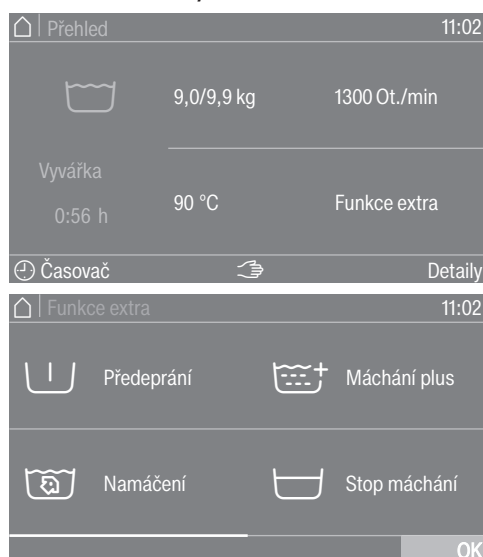 Přehled 11:02
9,0/9,9 kg 1300 Ot./min
Vyvářka
0:56 h
90 °C Funkce extra
Časovač Detaily
Funkce extra 11:02
Předeprání Máchání plus
Namáčení Stop máchání
OK